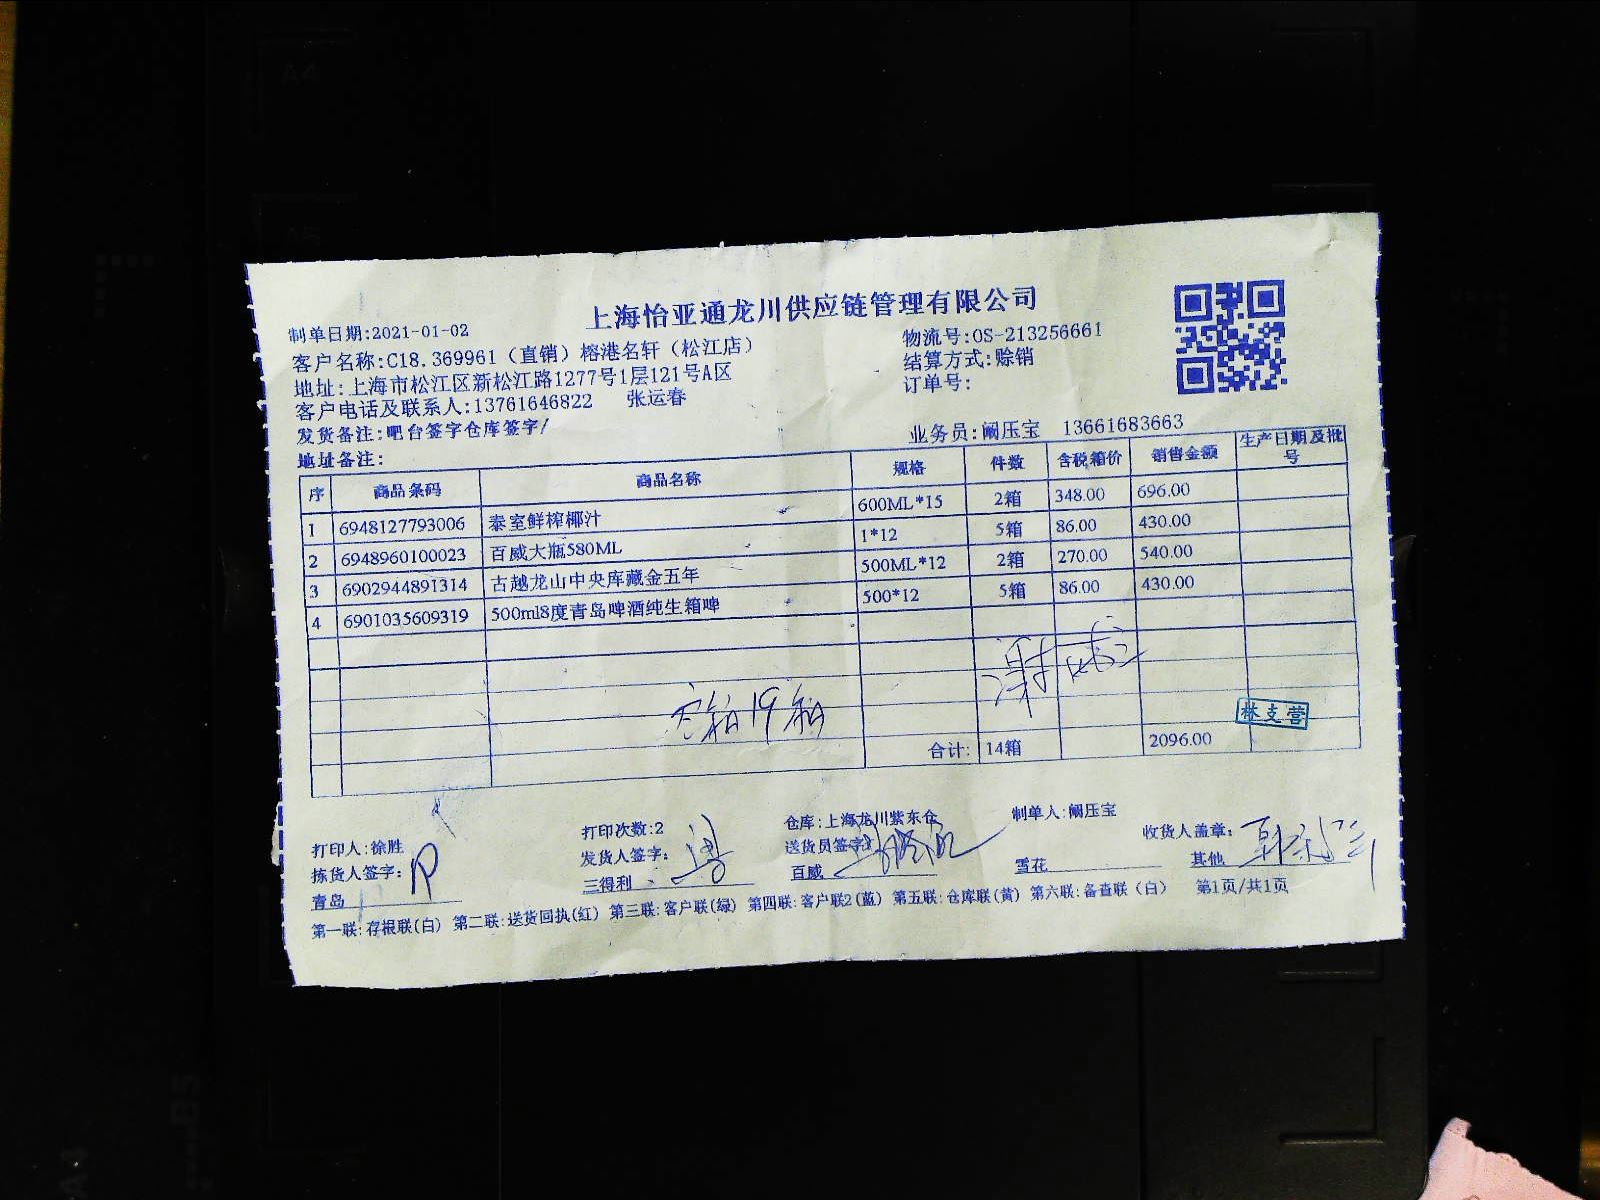 上海怡亚通龙川供应链管理有限公司
制单日期:2021-01-02
物流号:OS-213256661
客户名称:C18.369961（直销）榕港名轩（松江店）
结算方式:赊销
地址:上海市松江区新松江路1277号1层121号A区
订单号:
客户电话及联系人:13761646822 张运春
发货备注:吧台签字仓库签字/
业务员:阚压宝 13661683663
地址备注:
序 商品条码 商品名称 规格 件数 含税箱价 销售金额 生产日期及批号
1 6948127793006 泰室鲜榨椰汁 600ML*15 2箱 348.00 696.00
2 6948960100023 百威大瓶580ML 1*12 5箱 86.00 430.00
3 6902944891314 古越龙山中央库藏金五年 500ML*12 2箱 270.00 540.00
4 6901035609319 500ml8度青岛啤酒纯生箱啤 500*12 5箱 86.00 430.00
空箱19箱
林支营
合计: 14箱 2096.00
打印人:徐胜 打印次数:2 仓库:上海龙川紫东仓 制单人:阚压宝
拣货人签字: 发货人签字: 送货员签字: 收货人盖章:
青岛 三得利 百威 雪花 其他
第一联:存根联(白) 第二联:送货回执(红) 第三联:客户联(绿) 第四联:客户联2(蓝) 第五联:仓库联(黄) 第六联:备查联(白) 第1页/共1页